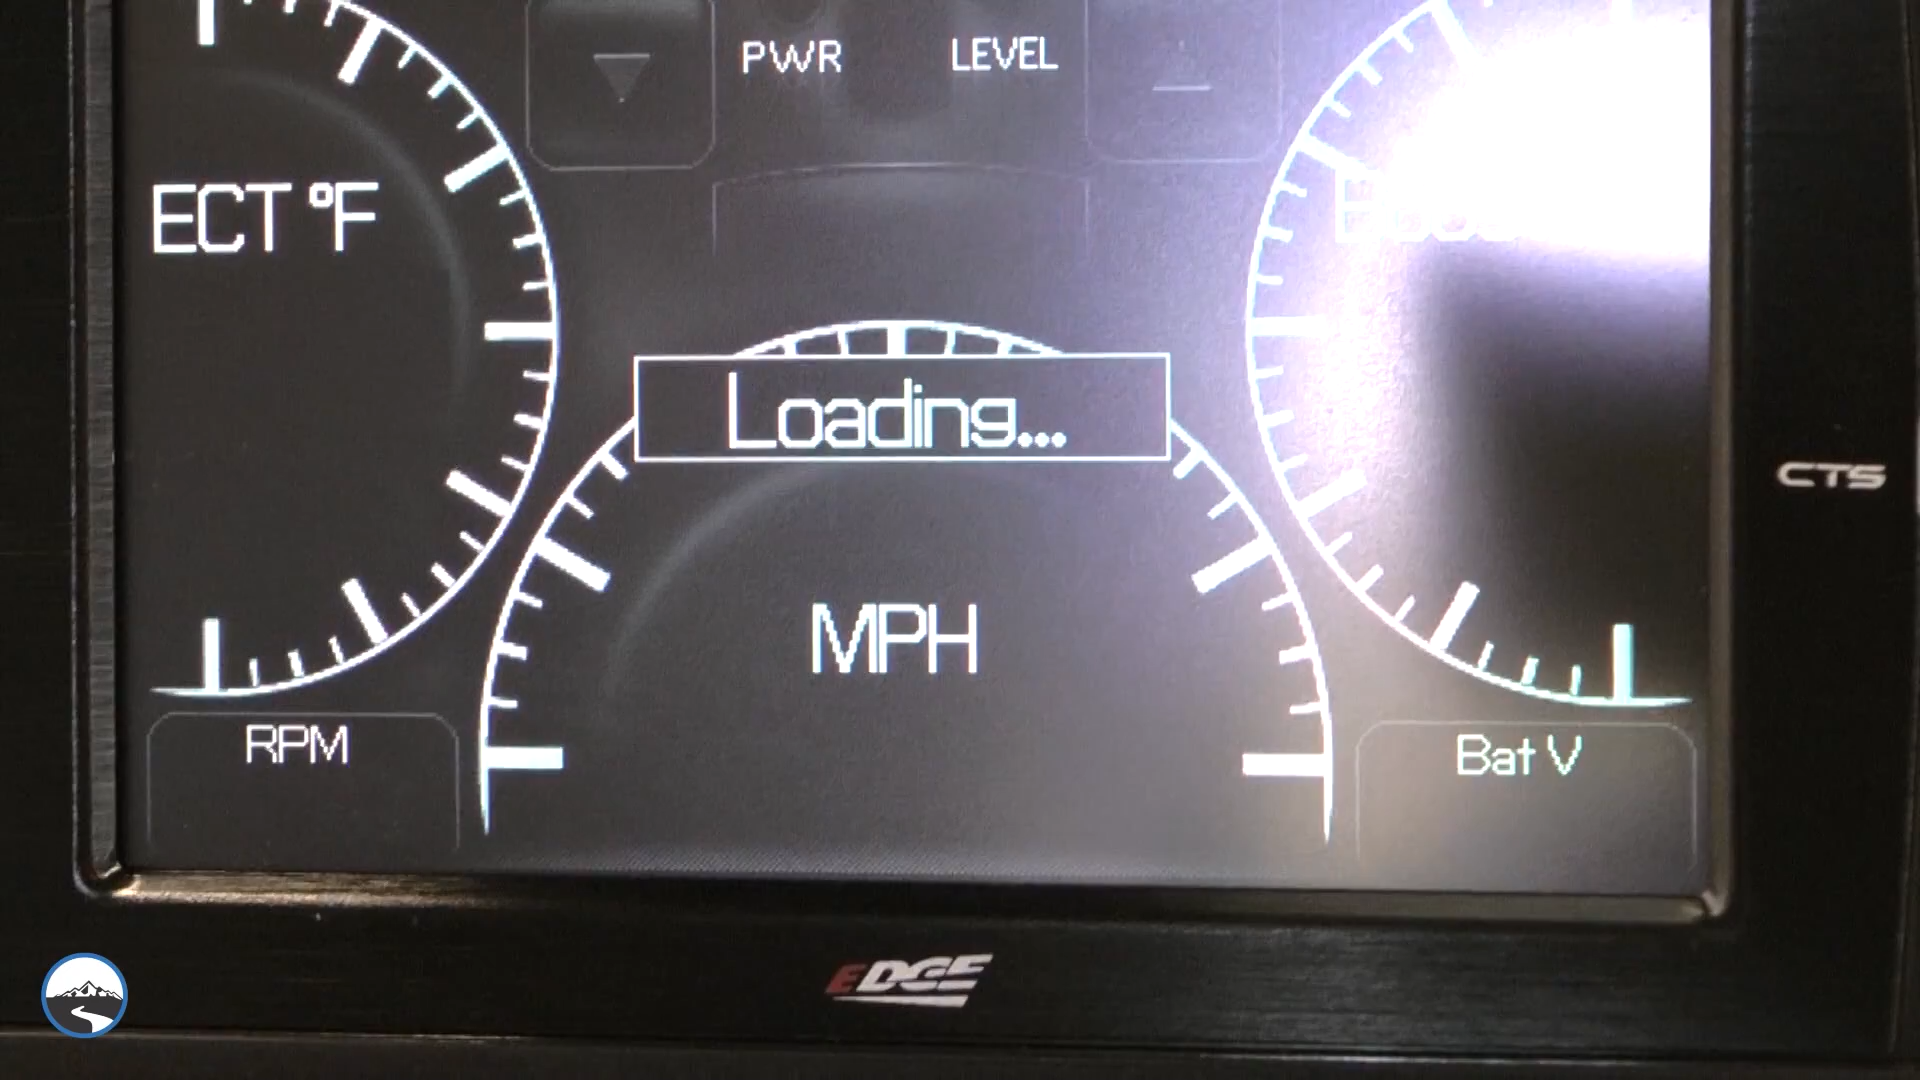 PWR
LEVEL
ECT °F
Loading...
CTS
MPH
RPM
Bat V
EDGE